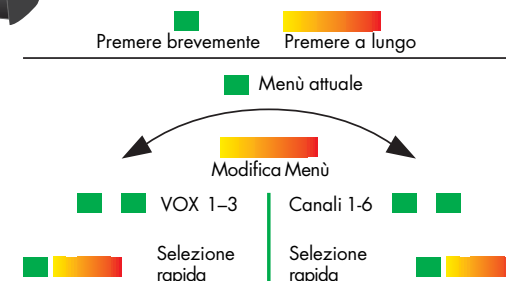 Premere brevemente Premere a lungo
Menù attuale
Modifica Menù
VOX 1–3 Canali 1-6
Selezione Selezione
rapida rapida